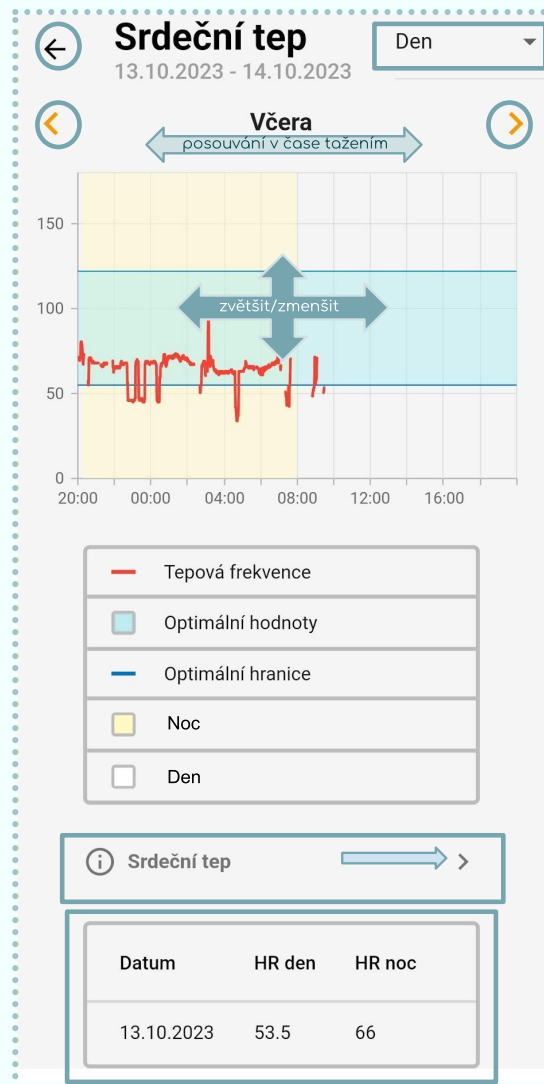 Srdeční tep
Den
13.10.2023 - 14.10.2023
Včera
posouvání v čase tažením
150
100
zvětšit/zmenšit
50
0
20:00 00:00 04:00 08:00 12:00 16:00
Tepová frekvence
Optimální hodnoty
Optimální hranice
Noc
Den
Srdeční tep
Datum HR den HR noc
13.10.2023 53.5 66